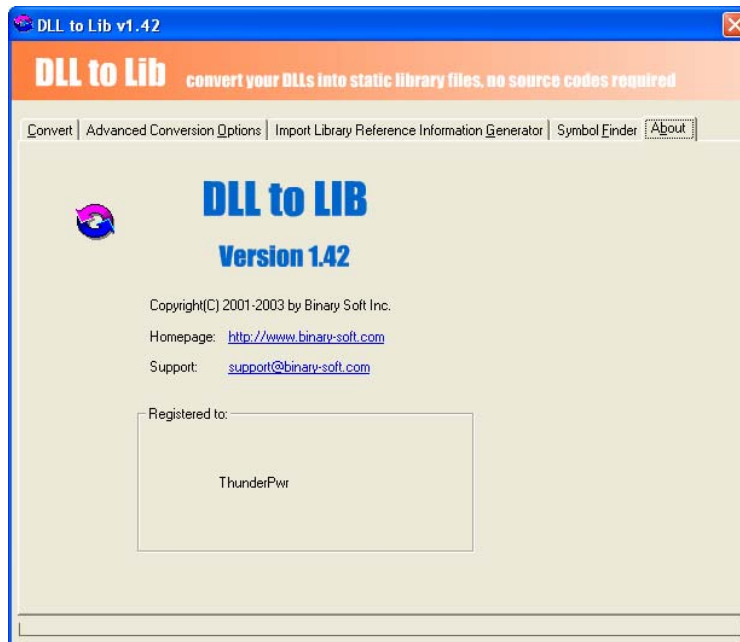 DLL to Lib v1.42
DLL to Lib convert your DLLs into static library files, no source codes required
Convert Advanced Conversion Options Import Library Reference Information Generator Symbol Finder About
DLL to LIB
Version 1.42
Copyright(C) 2001-2003 by Binary Soft Inc.
Homepage: http://www.binary-soft.com
Support: support@binary-soft.com
Registered to:
ThunderPwr